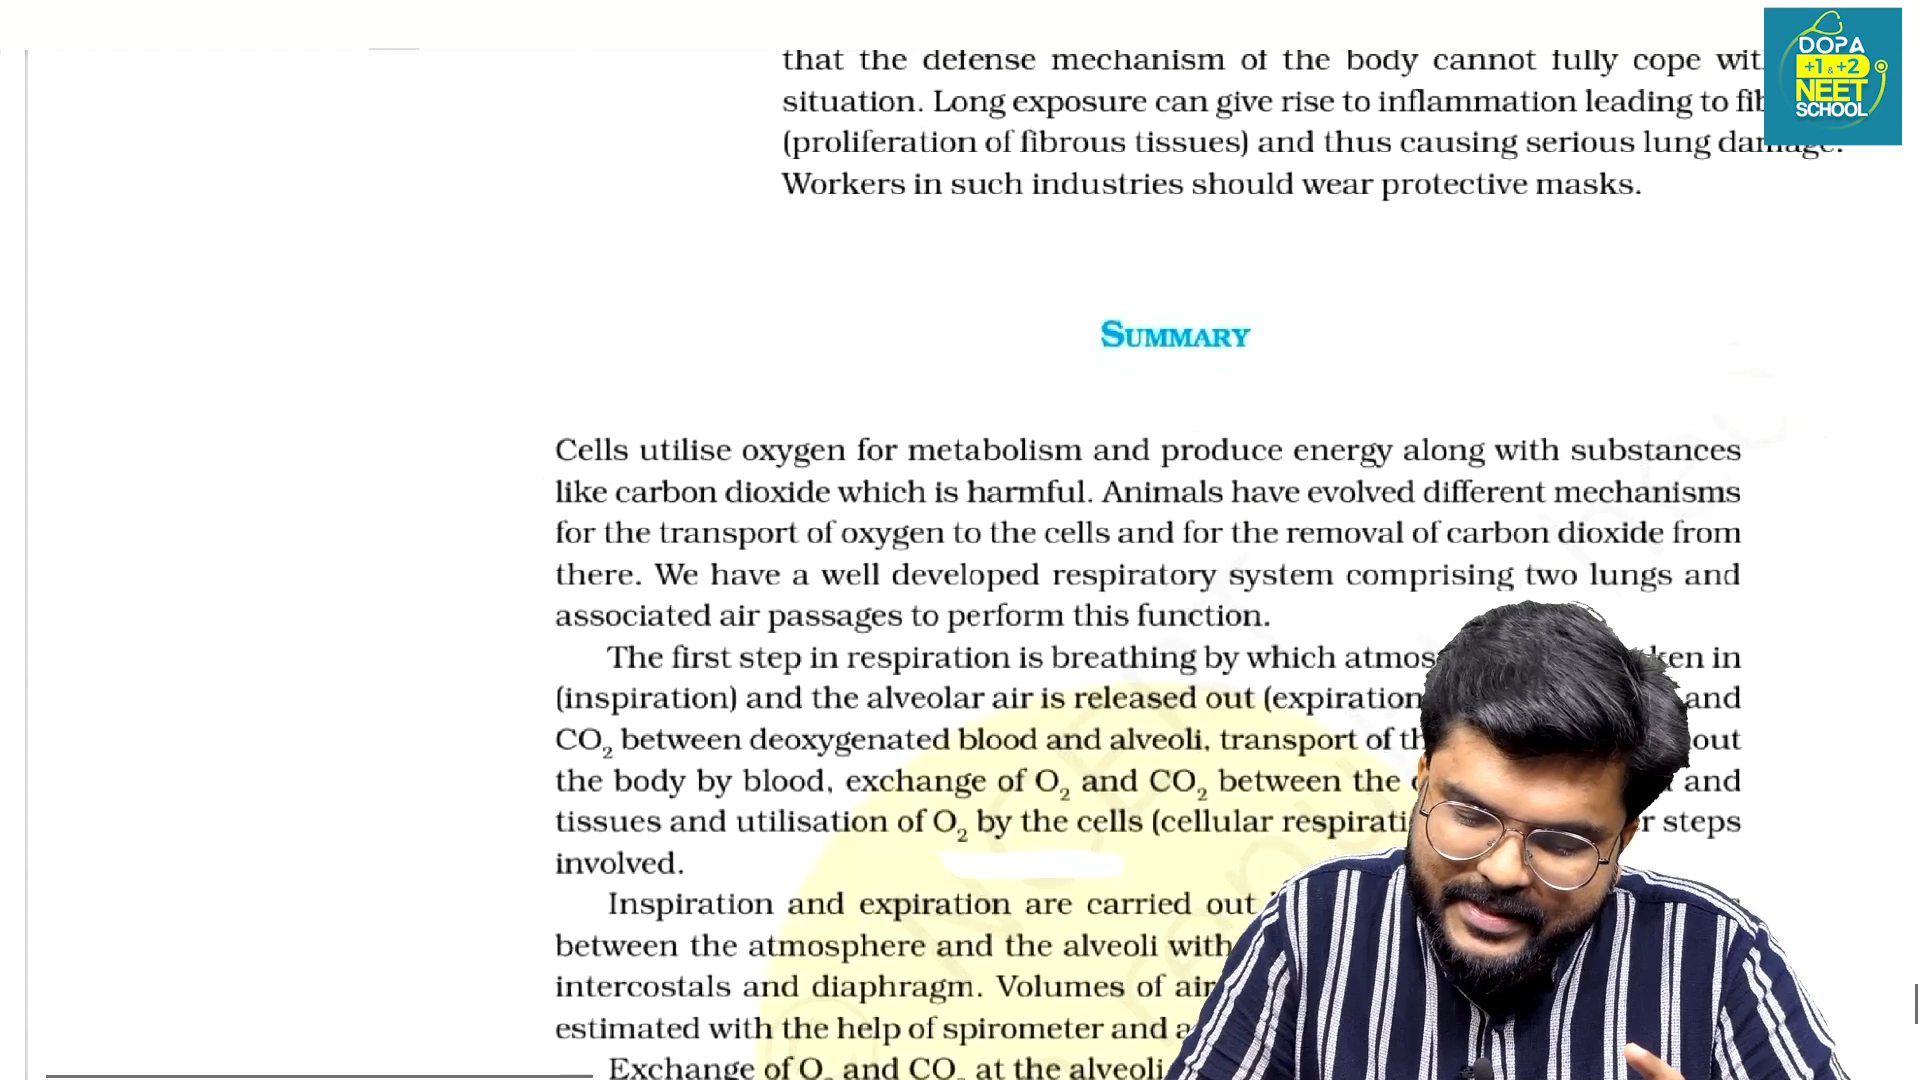 that the defense mechanism of the body cannot fully cope
situation. Long exposure can give rise to inflammation leading to
(proliferation of fibrous tissues) and thus causing serious lung damage.
Workers in such industries should wear protective masks.
DOPA
+1 & +2
NEET
SCHOOL
SUMMARY
Cells utilise oxygen for metabolism and produce energy along with substances
like carbon dioxide which is harmful. Animals have evolved different mechanisms
for the transport of oxygen to the cells and for the removal of carbon dioxide from
there. We have a well developed respiratory system comprising two lungs and
associated air passages to perform this function.
The first step in respiration is breathing by which in
(inspiration) and the alveolar air is released out (expiration and
CO₂ between deoxygenated blood and alveoli, transport of
the body by blood, exchange of O₂ and CO₂ between the and
tissues and utilisation of O₂ by the cells (cellular steps
involved.
Inspiration and expiration are carried out
between the atmosphere and the alveoli with
intercostals and diaphragm. Volumes of air
estimated with the help of spirometer and
Exchange of O₂ and CO₂ at the alveoli